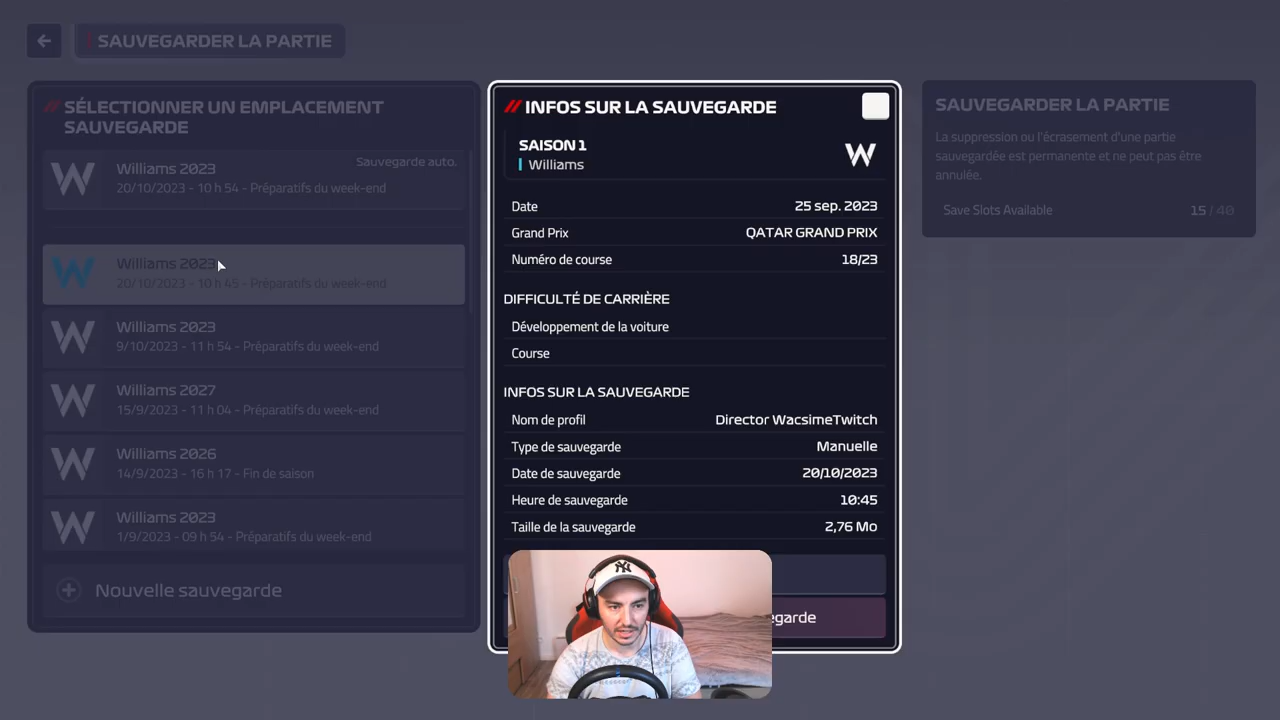 SAUVEGARDER LA PARTIE
SÉLECTIONNER UN EMPLACEMENT
SAUVEGARDE
Williams 2023
Sauvegarde auto.
20/10/2023 - 10 h 54 - Préparatifs du week-end
Williams 2023
20/10/2023 - 10 h 45 - Préparatifs du week-end
Williams 2023
9/10/2023 - 11 h 54 - Préparatifs du week-end
Williams 2027
15/9/2023 - 11 h 04 - Préparatifs du week-end
Williams 2026
14/9/2023 - 16 h 17 - Fin de saison
Williams 2023
1/9/2023 - 09 h 54 - Préparatifs du week-end
Nouvelle sauvegarde
INFOS SUR LA SAUVEGARDE
SAISON 1
Williams
Date 25 sep. 2023
Grand Prix QATAR GRAND PRIX
Numéro de course 18/23
DIFFICULTÉ DE CARRIÈRE
Développement de la voiture
Course
INFOS SUR LA SAUVEGARDE
Nom de profil Director WacsimeTwitch
Type de sauvegarde Manuelle
Date de sauvegarde 20/10/2023
Heure de sauvegarde 10:45
Taille de la sauvegarde 2,76 Mo
egarde
SAUVEGARDER LA PARTIE
La suppression ou l'écrasement d'une partie
sauvegardée est permanente et ne peut pas être
annulée.
Save Slots Available 15 / 40